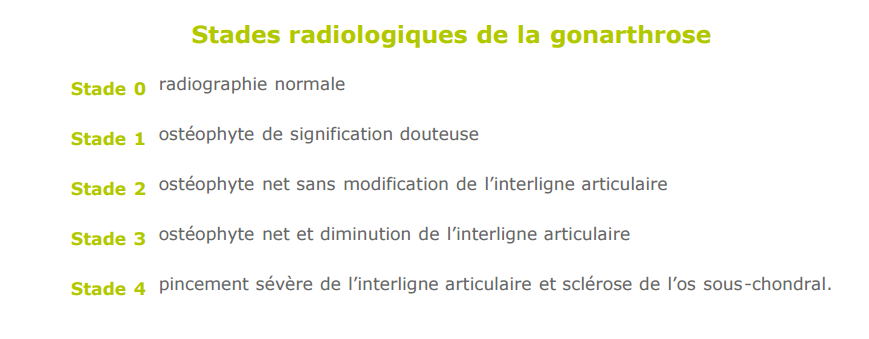 Stades radiologiques de la gonarthrose
Stade 0 radiographie normale
Stade 1 ostéophyte de signification douteuse
Stade 2 ostéophyte net sans modification de l’interligne articulaire
Stade 3 ostéophyte net et diminution de l’interligne articulaire
Stade 4 pincement sévère de l’interligne articulaire et sclérose de l’os sous-chondral.